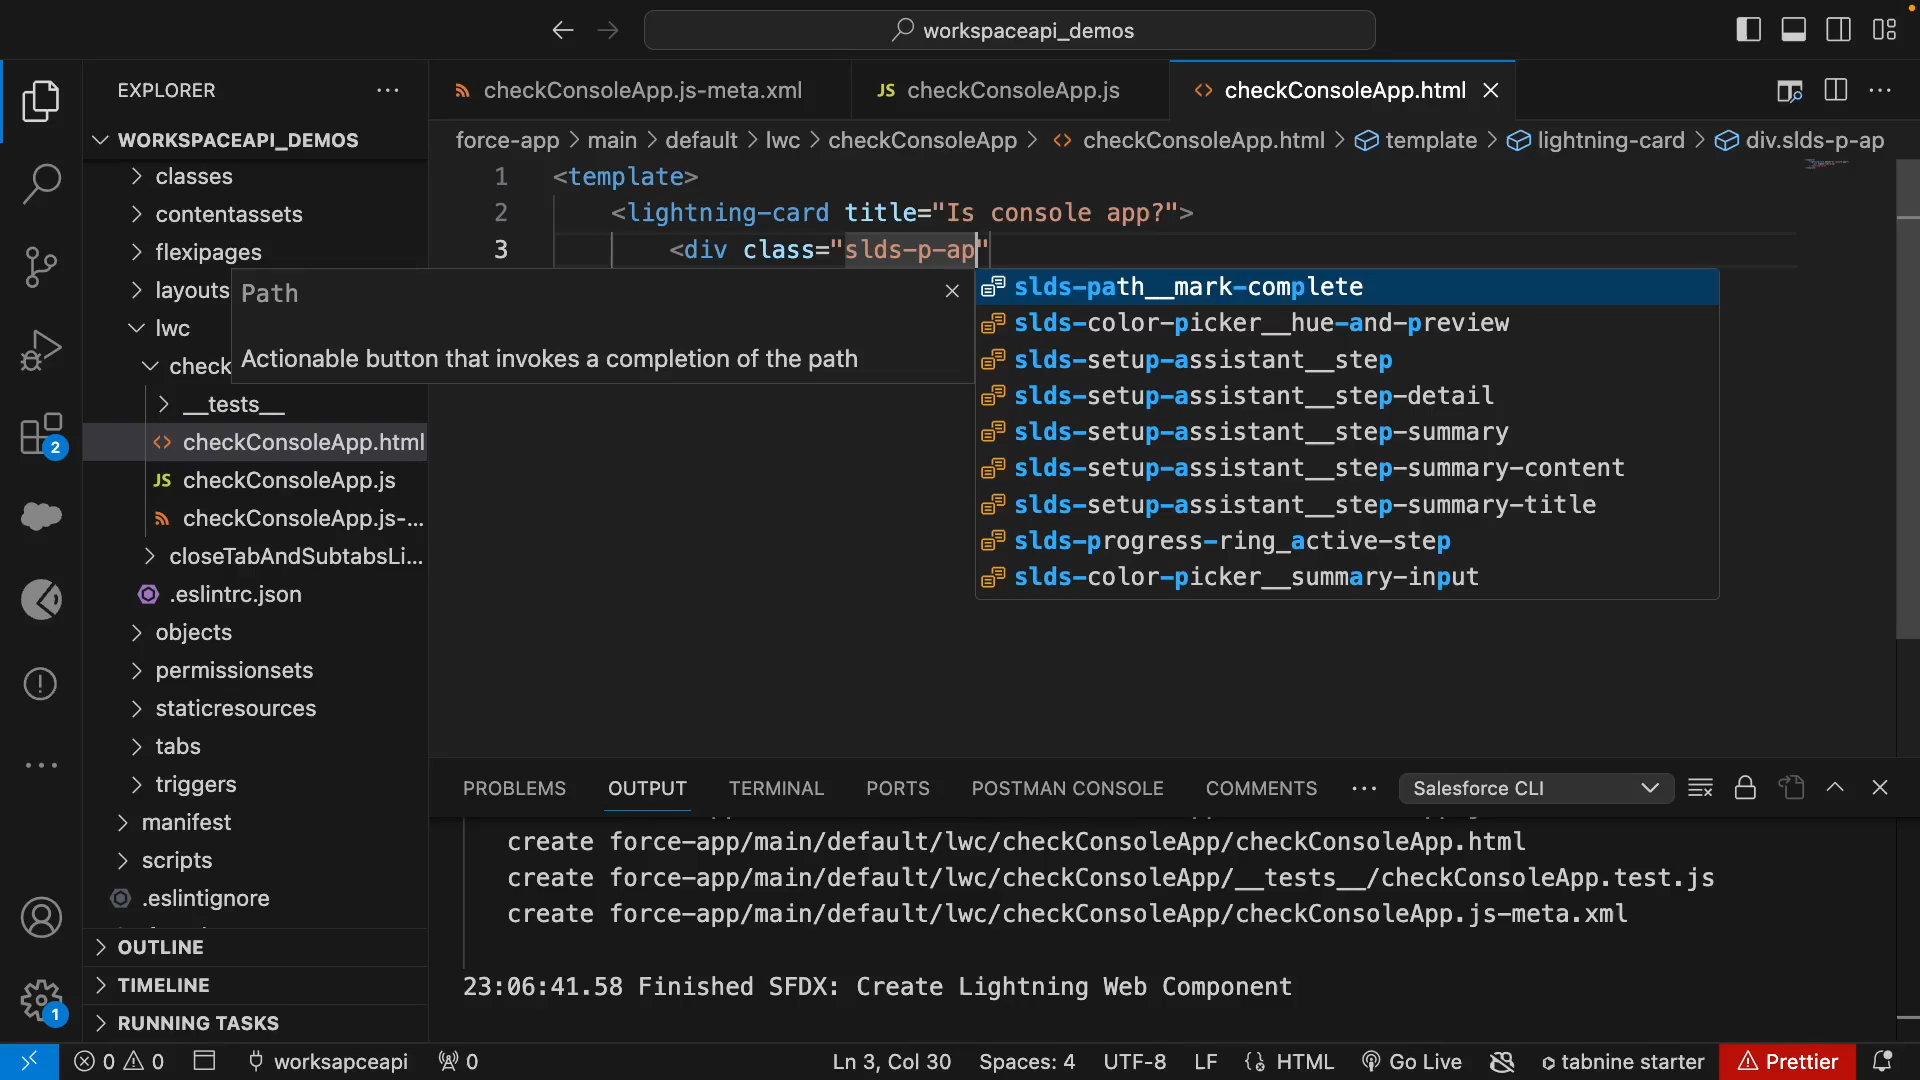 workspaceapi_demos
EXPLORER
checkConsoleApp.js-meta.xml
JS checkConsoleApp.js
checkConsoleApp.html
WORKSPACEAPI_DEMOS
force-app > main > default > lwc > checkConsoleApp > checkConsoleApp.html > template > lightning-card > div.slds-p-ap
classes
contentassets
flexipages
layouts
lwc
check
__tests__
checkConsoleApp.html
JS checkConsoleApp.js
checkConsoleApp.js-...
closeTabAndSubtabsLi...
.eslintrc.json
objects
permissionsets
staticresources
tabs
triggers
manifest
scripts
.eslintignore
OUTLINE
TIMELINE
RUNNING TASKS
2
1
1 <template>
2 <lightning-card title="Is console app?">
3 <div class="slds-p-ap"
Path
Actionable button that invokes a completion of the path
slds-path__mark-complete
slds-color-picker__hue-and-preview
slds-setup-assistant__step
slds-setup-assistant__step-detail
slds-setup-assistant__step-summary
slds-setup-assistant__step-summary-content
slds-setup-assistant__step-summary-title
slds-progress-ring_active-step
slds-color-picker__summary-input
PROBLEMS OUTPUT TERMINAL PORTS POSTMAN CONSOLE COMMENTS
Salesforce CLI
create force-app/main/default/lwc/checkConsoleApp/checkConsoleApp.html
create force-app/main/default/lwc/checkConsoleApp/__tests__/checkConsoleApp.test.js
create force-app/main/default/lwc/checkConsoleApp/checkConsoleApp.js-meta.xml
23:06:41.58 Finished SFDX: Create Lightning Web Component
0 0 worksapceapi 0 Ln 3, Col 30 Spaces: 4 UTF-8 LF HTML Go Live tabnine starter Prettier